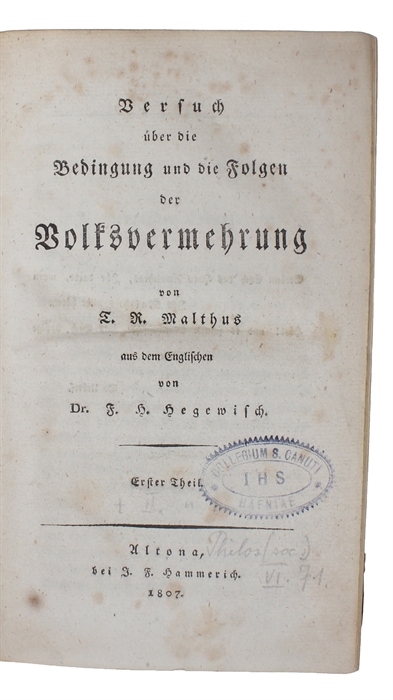 Versuch
über die
Bedingung und die Folgen
der
Volksvermehrung
von
T. R. Malthus
aus dem Englischen
von
Dr. F. H. Hegewisch.
Erster Theil.
+ II.
COLLEGIUM S. CANUTI
I H S
HAFNIAE
Altona,
Philos (soc.)
bei J. F. Hammerich.
VI. 71.
1807.